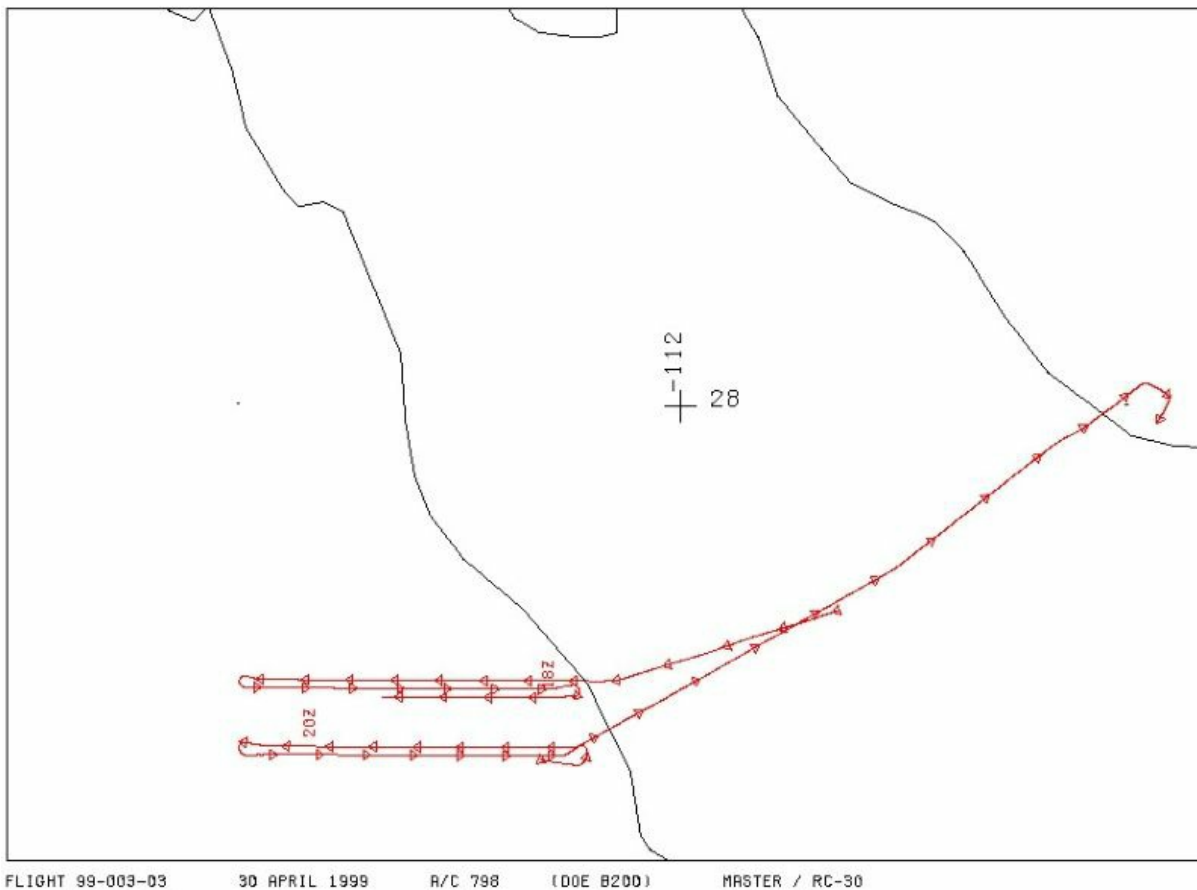 -112
28
18Z
20Z
FLIGHT 99-003-03 30 APRIL 1999 A/C 798 (DOE B200) MASTER / RC-30